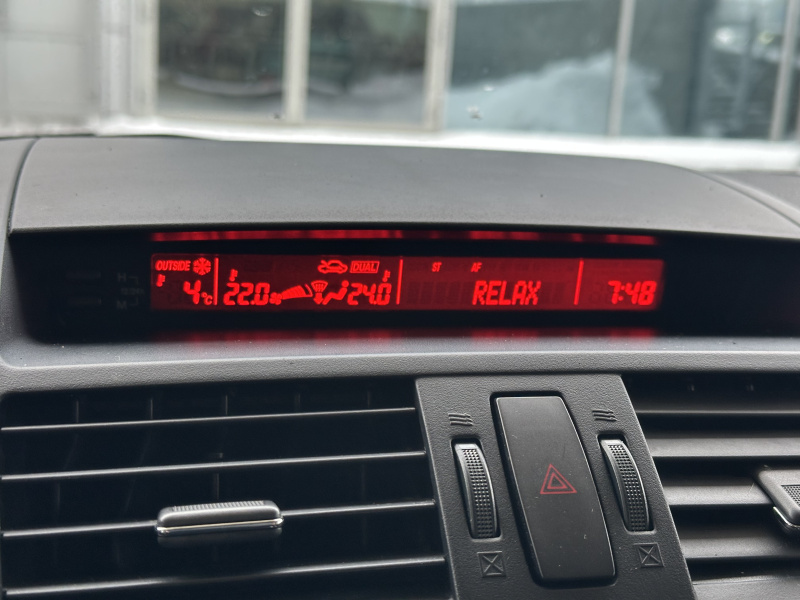 OUTSIDE DUAL ST AF
4°C 22.0 24.0 RELAX 7:48
H
M